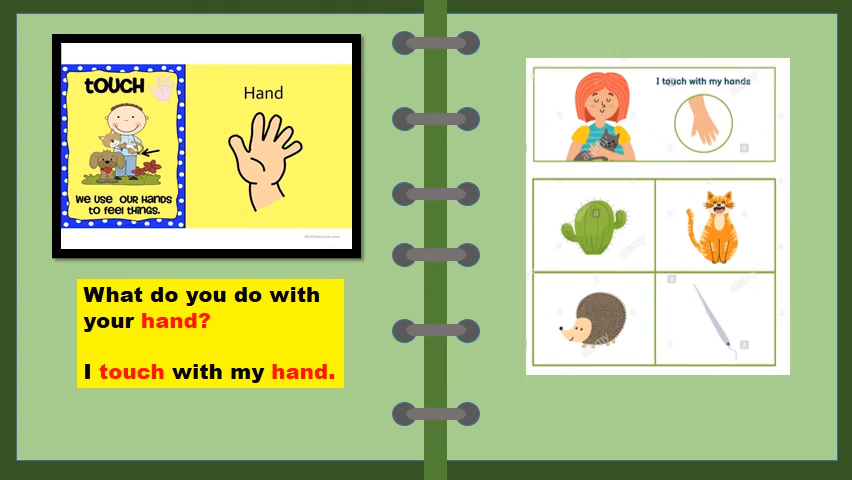 tOUCH
WE USE OUR HANDS
to FEEL tHINGS.
Hand
What do you do with
your hand?
I touch with my hand.
I touch with my hands